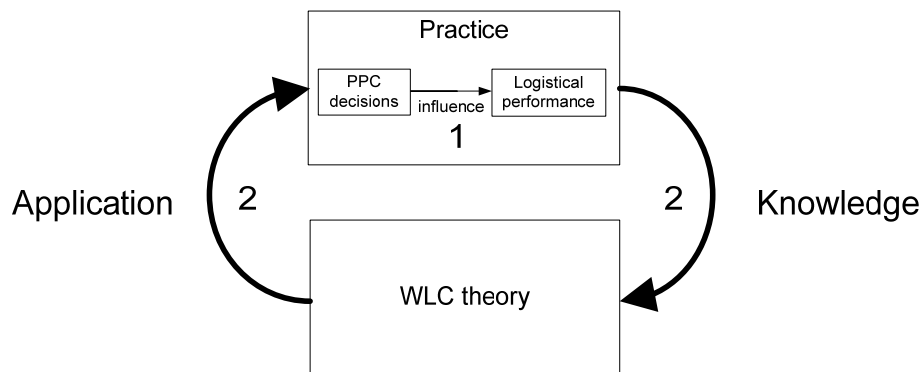 Practice
PPC
decisions
influence
Logistical
performance
1
Application
2
2
Knowledge
WLC theory